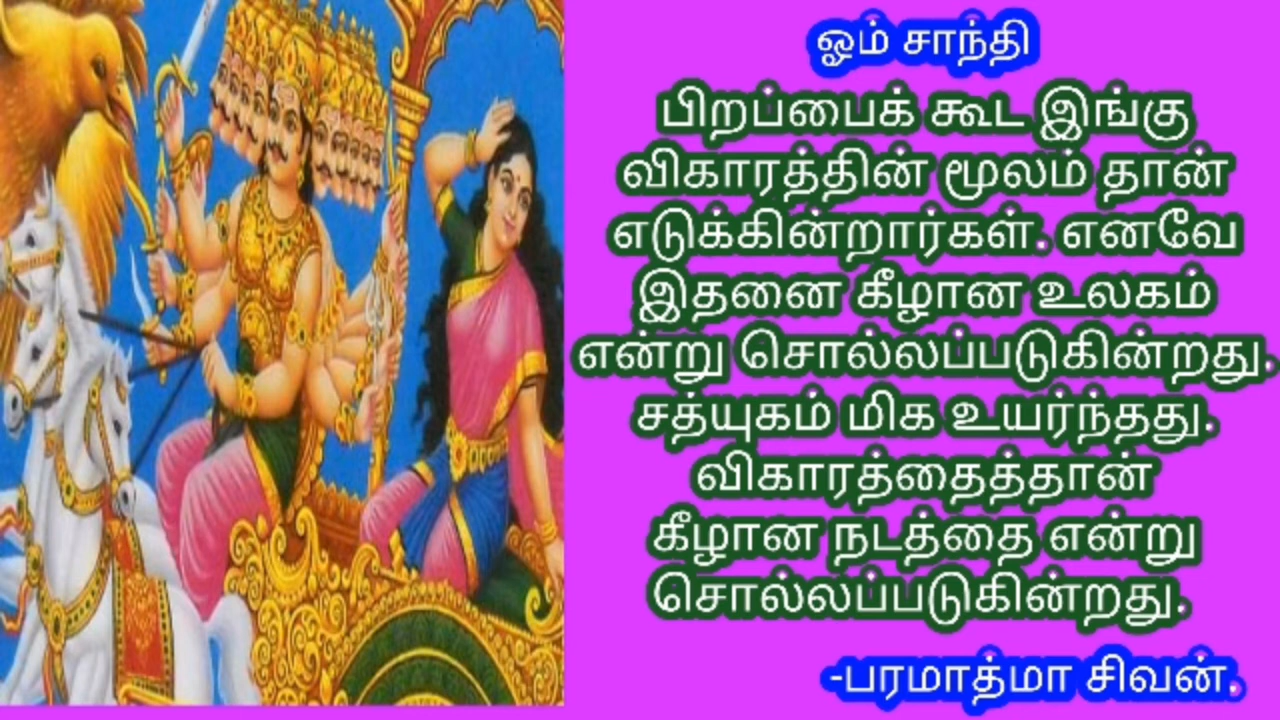 ஓம் சாந்தி
பிறப்பைக் கூட இங்கு
விகாரத்தின் மூலம் தான்
எடுக்கின்றார்கள். எனவே
இதனை கீழான உலகம்
என்று சொல்லப்படுகின்றது.
சத்யுகம் மிக உயர்ந்தது.
விகாரத்தைத்தான்
கீழான நடத்தை என்று
சொல்லப்படுகின்றது.
-பரமாத்மா சிவன்.